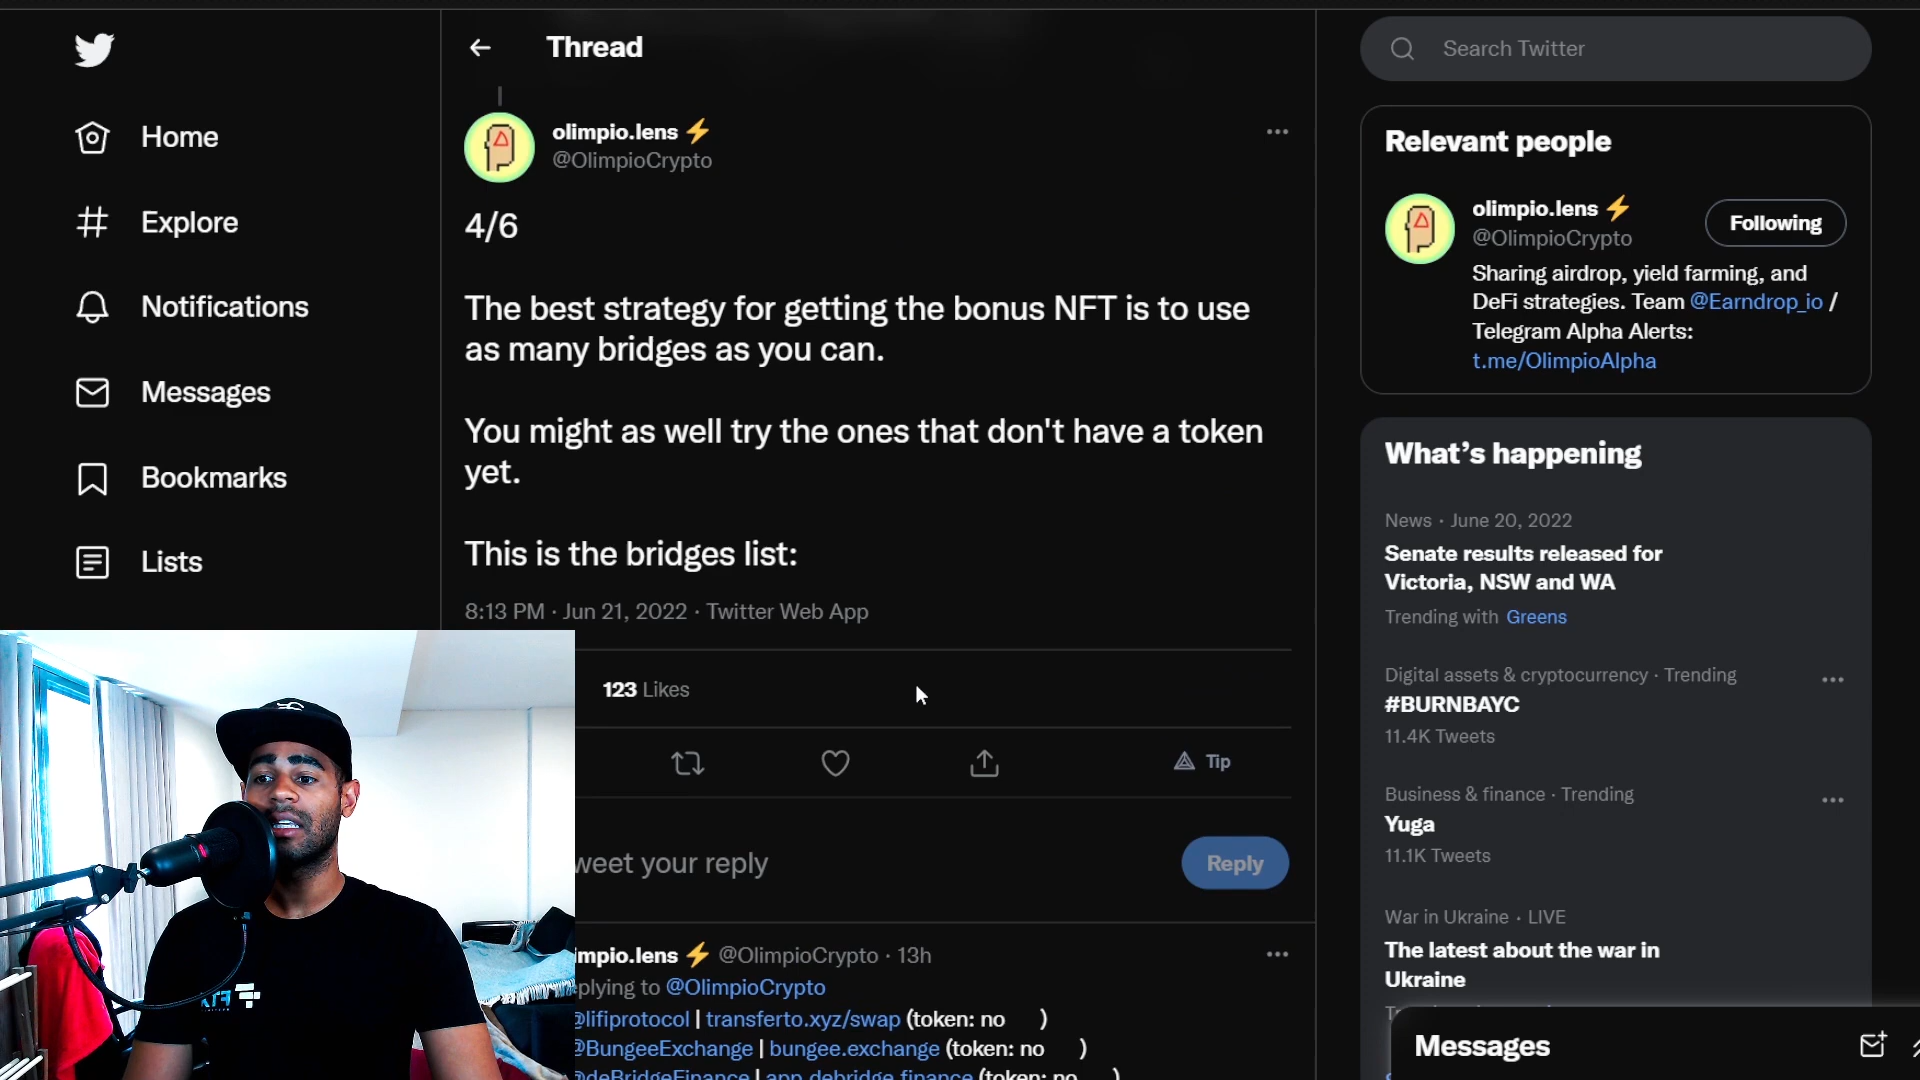 Thread
Search Twitter
Home
Explore
Notifications
Messages
Bookmarks
Lists
olimpio.lens
@OlimpioCrypto
4/6
The best strategy for getting the bonus NFT is to use
as many bridges as you can.
You might as well try the ones that don't have a token
yet.
This is the bridges list:
8:13 PM · Jun 21, 2022 · Twitter Web App
123 Likes
Tip
weet your reply
Reply
mpio.lens @OlimpioCrypto · 13h
plying to @OlimpioCrypto
@lifiprotocol | transferto.xyz/swap (token: no )
@BungeeExchange | bungee.exchange (token: no )
@deBridgeFinance | app.debridge.finance (token: no )
Relevant people
olimpio.lens
@OlimpioCrypto
Following
Sharing airdrop, yield farming, and
DeFi strategies. Team @Earndrop_io /
Telegram Alpha Alerts:
t.me/OlimpioAlpha
What's happening
News · June 20, 2022
Senate results released for
Victoria, NSW and WA
Trending with Greens
Digital assets & cryptocurrency · Trending
#BURNBAYC
11.4K Tweets
Business & finance · Trending
Yuga
11.1K Tweets
War in Ukraine · LIVE
The latest about the war in
Ukraine
Messages